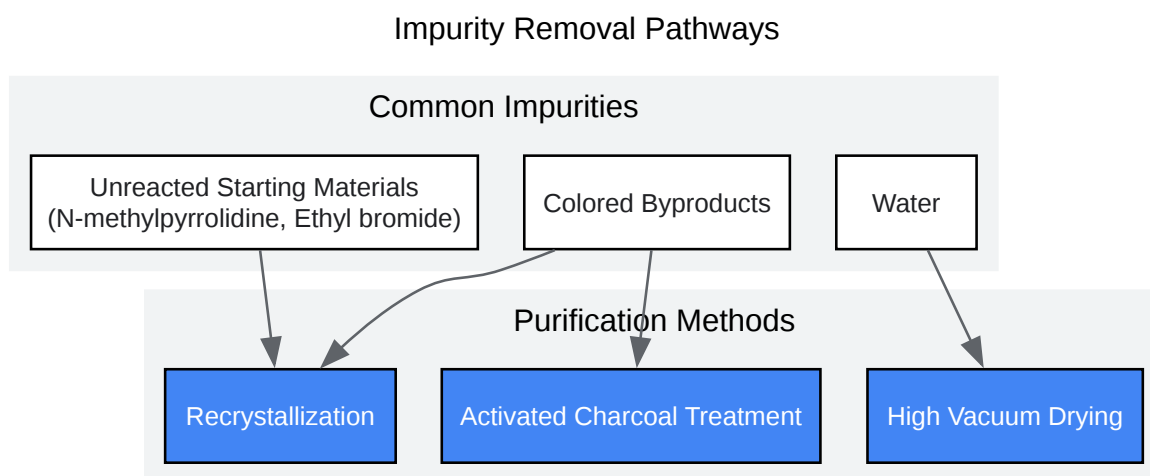 Impurity Removal Pathways
Common Impurities
Unreacted Starting Materials
(N-methylpyrrolidine, Ethyl bromide)
Colored Byproducts
Water
Purification Methods
Recrystallization
Activated Charcoal Treatment
High Vacuum Drying